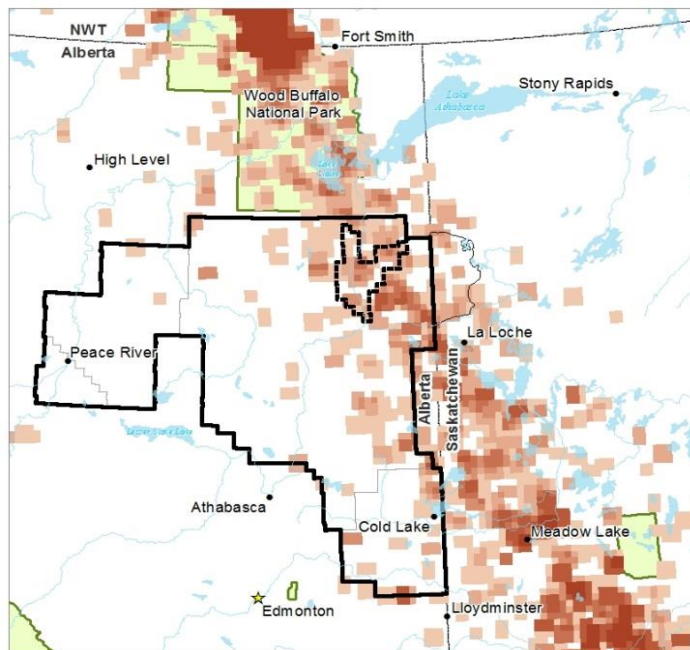 NWT
Alberta
Fort Smith
Wood Buffalo
National Park
Lake
Athabasca
Stony Rapids
High Level
Peace River
La Loche
Alberta
Saskatchewan
Athabasca
Cold Lake
Meadow Lake
Edmonton
Lloydminster